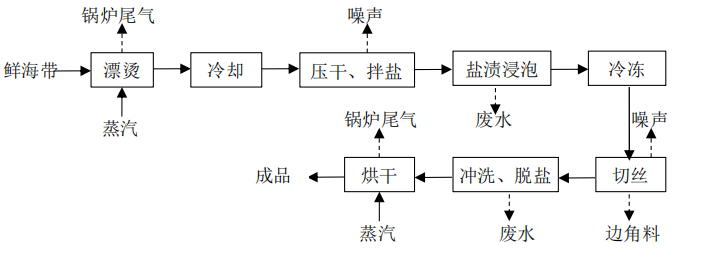 锅炉尾气
噪声
鲜海带
漂烫
冷却
压干、拌盐
盐渍浸泡
冷冻
蒸汽
废水
锅炉尾气
噪声
成品
烘干
冲洗、脱盐
切丝
蒸汽
废水
边角料